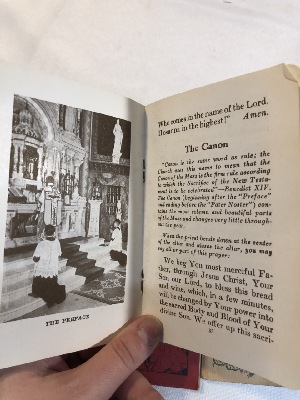 THE PREFACE
Who comes in the name of the Lord.
Hosanna in the highest!" Amen.
The Canon
"Canon is the same word as rule; the
Church uses this name to mean that the
Canon of the Mass is the firm rule according
to which the Sacrifice of the New Testa-
ment is to be celebrated"—Benedict XIV.
The Canon (beginning after the "Preface"
and ending before the "Pater Noster") con-
tains the most solemn and beautiful parts
of the Mass and changes very little through-
out the year.
When the priest bends down at the center
of the altar and kisses the altar, you may
say all or part of this prayer:
We beg You most merciful Fa-
ther, through Jesus Christ, Your
Son our Lord, to bless this bread
and wine, which, in a few minutes,
will be changed by Your power into
the sacred Body and Blood of Your
divine Son. We offer up this sacri-